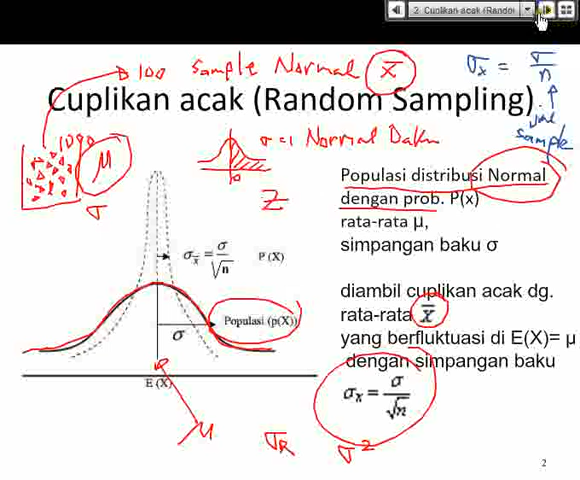 2. Cuplikan acak (Rando
100 Sample Normal X̅
σx = σ/n
Cuplikan acak (Random Sampling)
val
sample
1000
μ
σ
σ=1 Normal Baku
0
Z
Populasi distribusi Normal
dengan prob. P(x)
rata-rata μ,
simpangan baku σ
σx̅ = σ/√n
P(X)
diambil cuplikan acak dg.
rata-rata X̅
yang berfluktuasi di E(X)= μ
dengan simpangan baku
σx = σ/√n
Populasi (p(X))
σ
E (X)
μ
σ²
2